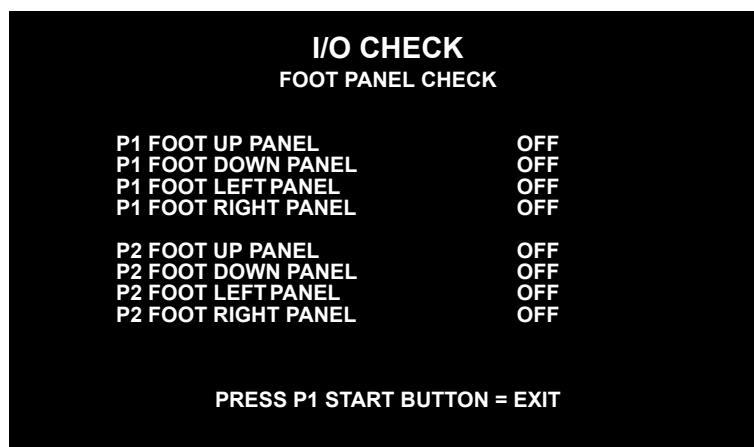 I/O CHECK
FOOT PANEL CHECK
P1 FOOT UP PANEL OFF
P1 FOOT DOWN PANEL OFF
P1 FOOT LEFT PANEL OFF
P1 FOOT RIGHT PANEL OFF
P2 FOOT UP PANEL OFF
P2 FOOT DOWN PANEL OFF
P2 FOOT LEFT PANEL OFF
P2 FOOT RIGHT PANEL OFF
PRESS P1 START BUTTON = EXIT